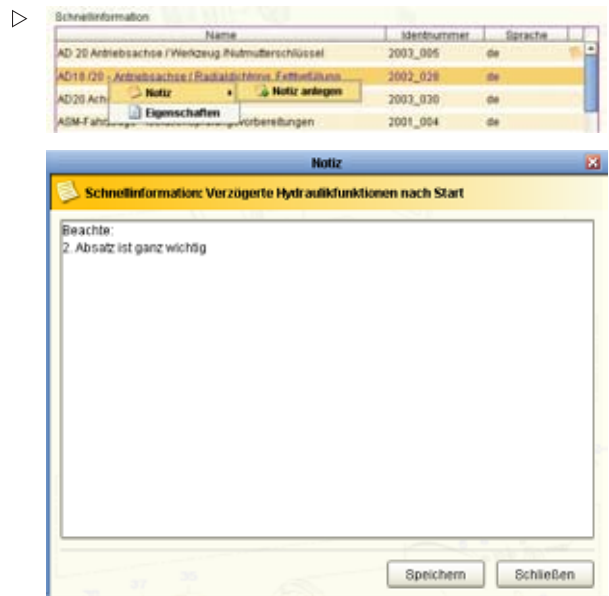 Schnellinformation
Name Identnummer Sprache
AD 20 Antriebsachse / Werkzeug /Nutmutterschlüssel 2003_005 de
AD18 /20 - Antriebsachse / Radialdichtring, Fettbefüllung 2002_028 de
Notiz Notiz anlegen
AD20 Ach 2003_030 de
Eigenschaften
ASM-Fah vorbereitungen 2001_004 de
Notiz
Schnellinformation: Verzögerte Hydraulikfunktionen nach Start
Beachte:
2. Absatz ist ganz wichtig
Speichern Schließen